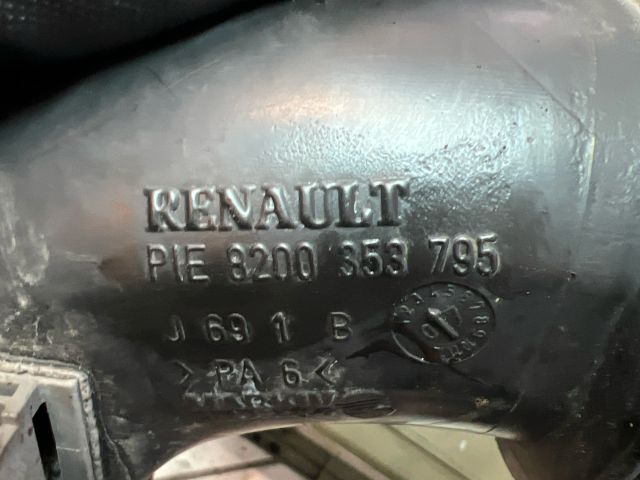 RENAULT
PIE 8200 353 795
J 69 1 B
>PA 6<